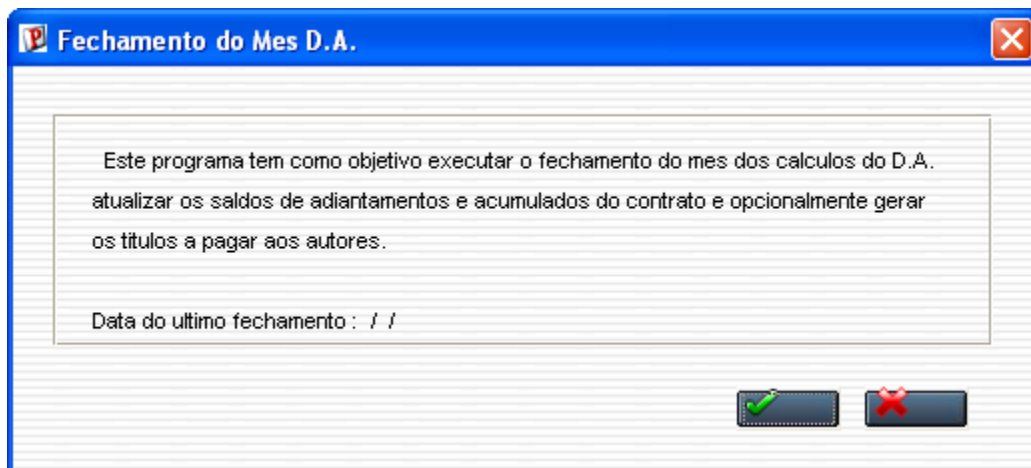 Fechamento do Mes D.A.
Este programa tem como objetivo executar o fechamento do mes dos calculos do D.A.
atualizar os saldos de adiantamentos e acumulados do contrato e opcionalmente gerar
os titulos a pagar aos autores.
Data do ultimo fechamento : / /